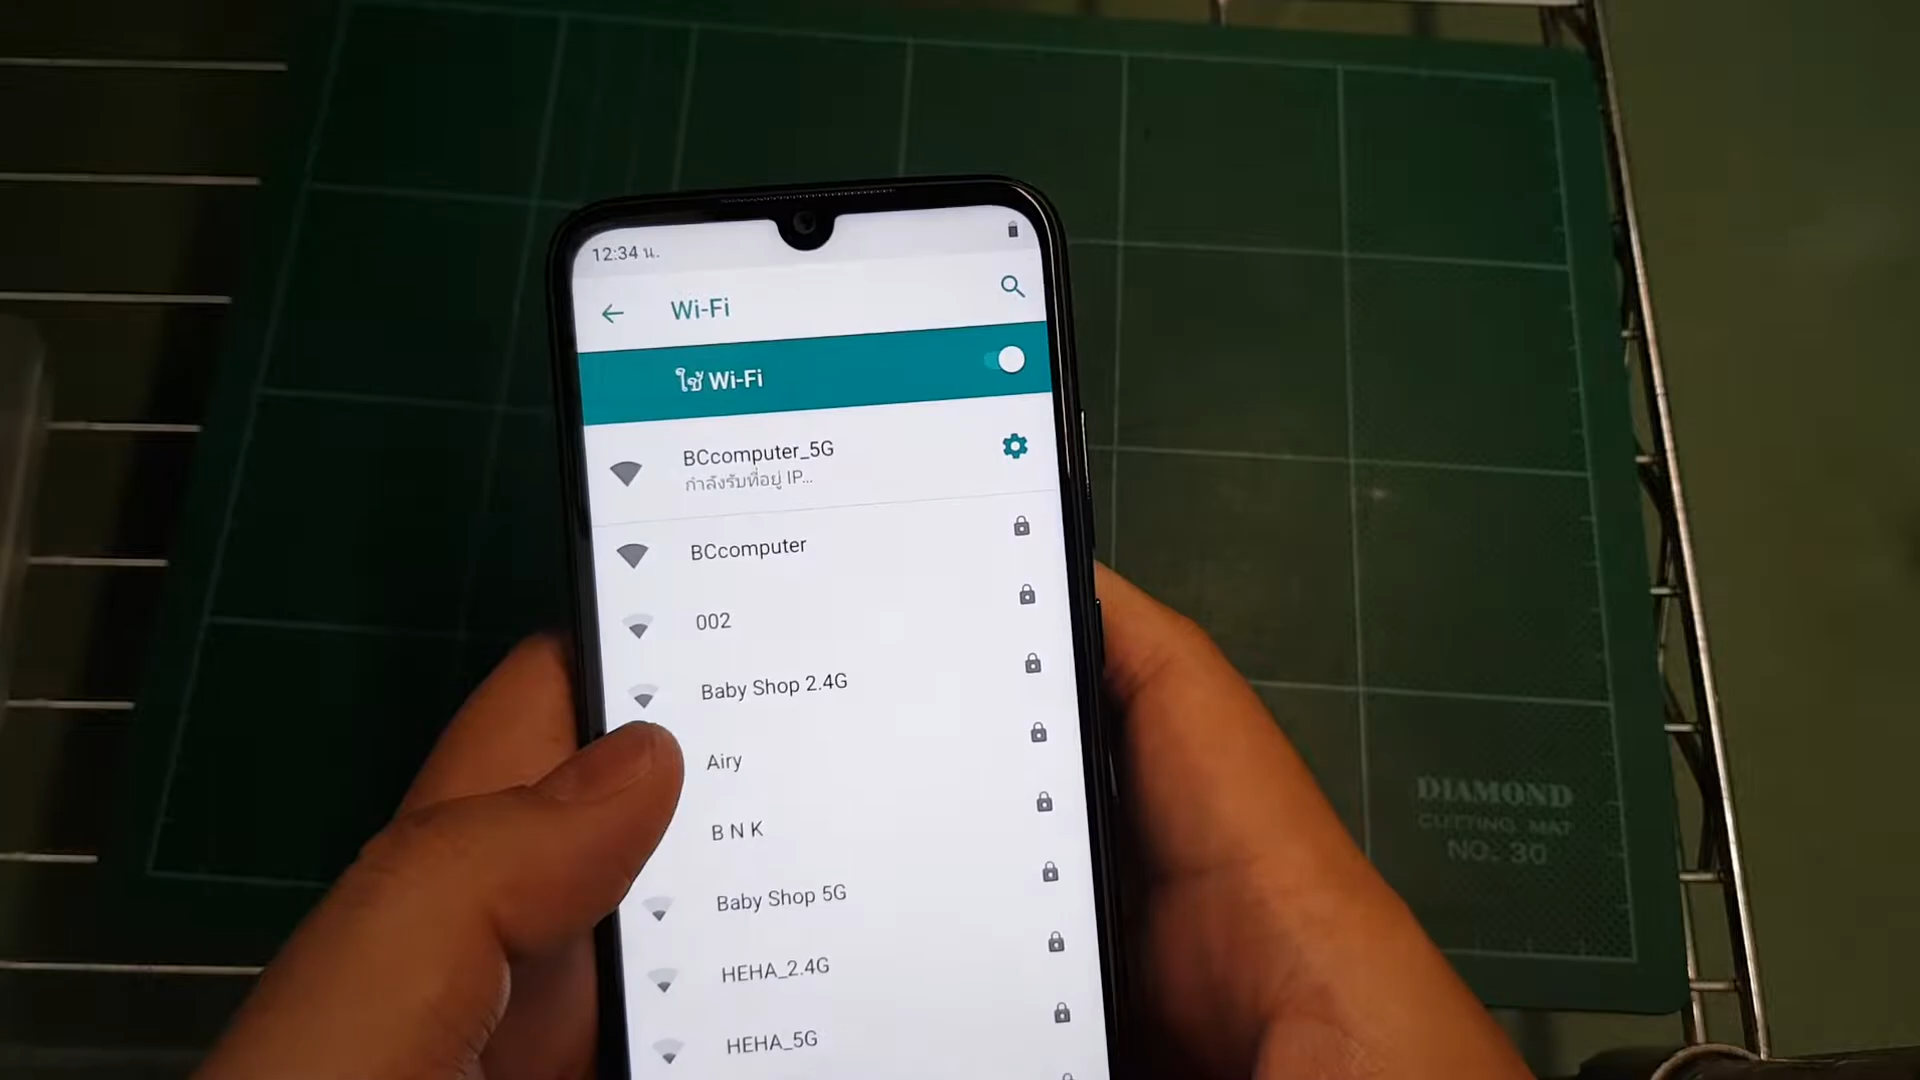 12:34 น.
Wi-Fi
ใช้ Wi-Fi
BCcomputer_5G
กำลังรับที่อยู่ IP...
BCcomputer
002
Baby Shop 2.4G
Airy
B N K
Baby Shop 5G
HEHA_2.4G
HEHA_5G
DIAMOND
CUTTING MAT
NO. 30